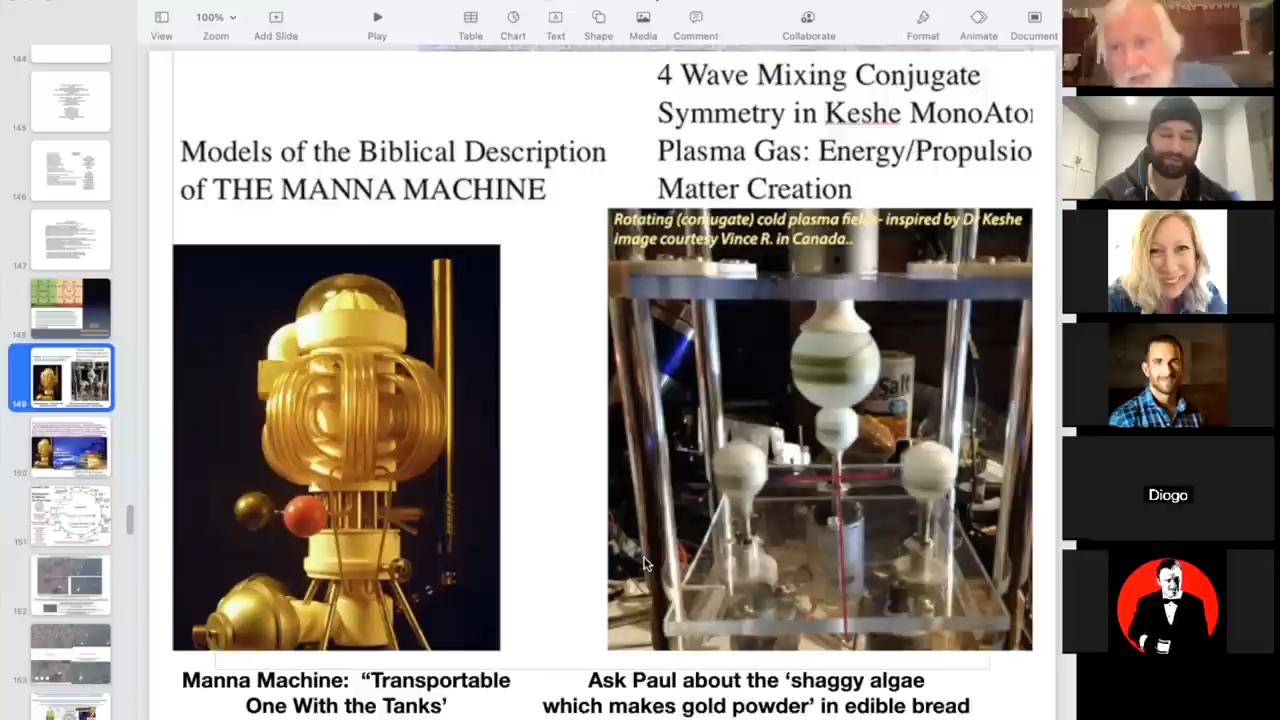 100%
View
Zoom
Add Slide
Play
Table
Chart
Text
Shape
Media
Comment
Collaborate
Format
Animate
Document
144
145
146
147
148
149
150
151
152
153
Models of the Biblical Description
of THE MANNA MACHINE
4 Wave Mixing Conjugate
Symmetry in Keshe MonoAto
Plasma Gas: Energy/Propulsio
Matter Creation
Rotating (conjugate) cold plasma fields- inspired by Dr Keshe
image courtesy Vince R. in Canada..
Salt
Manna Machine: “Transportable
One With the Tanks’
Ask Paul about the ‘shaggy algae
which makes gold powder’ in edible bread
Diogo